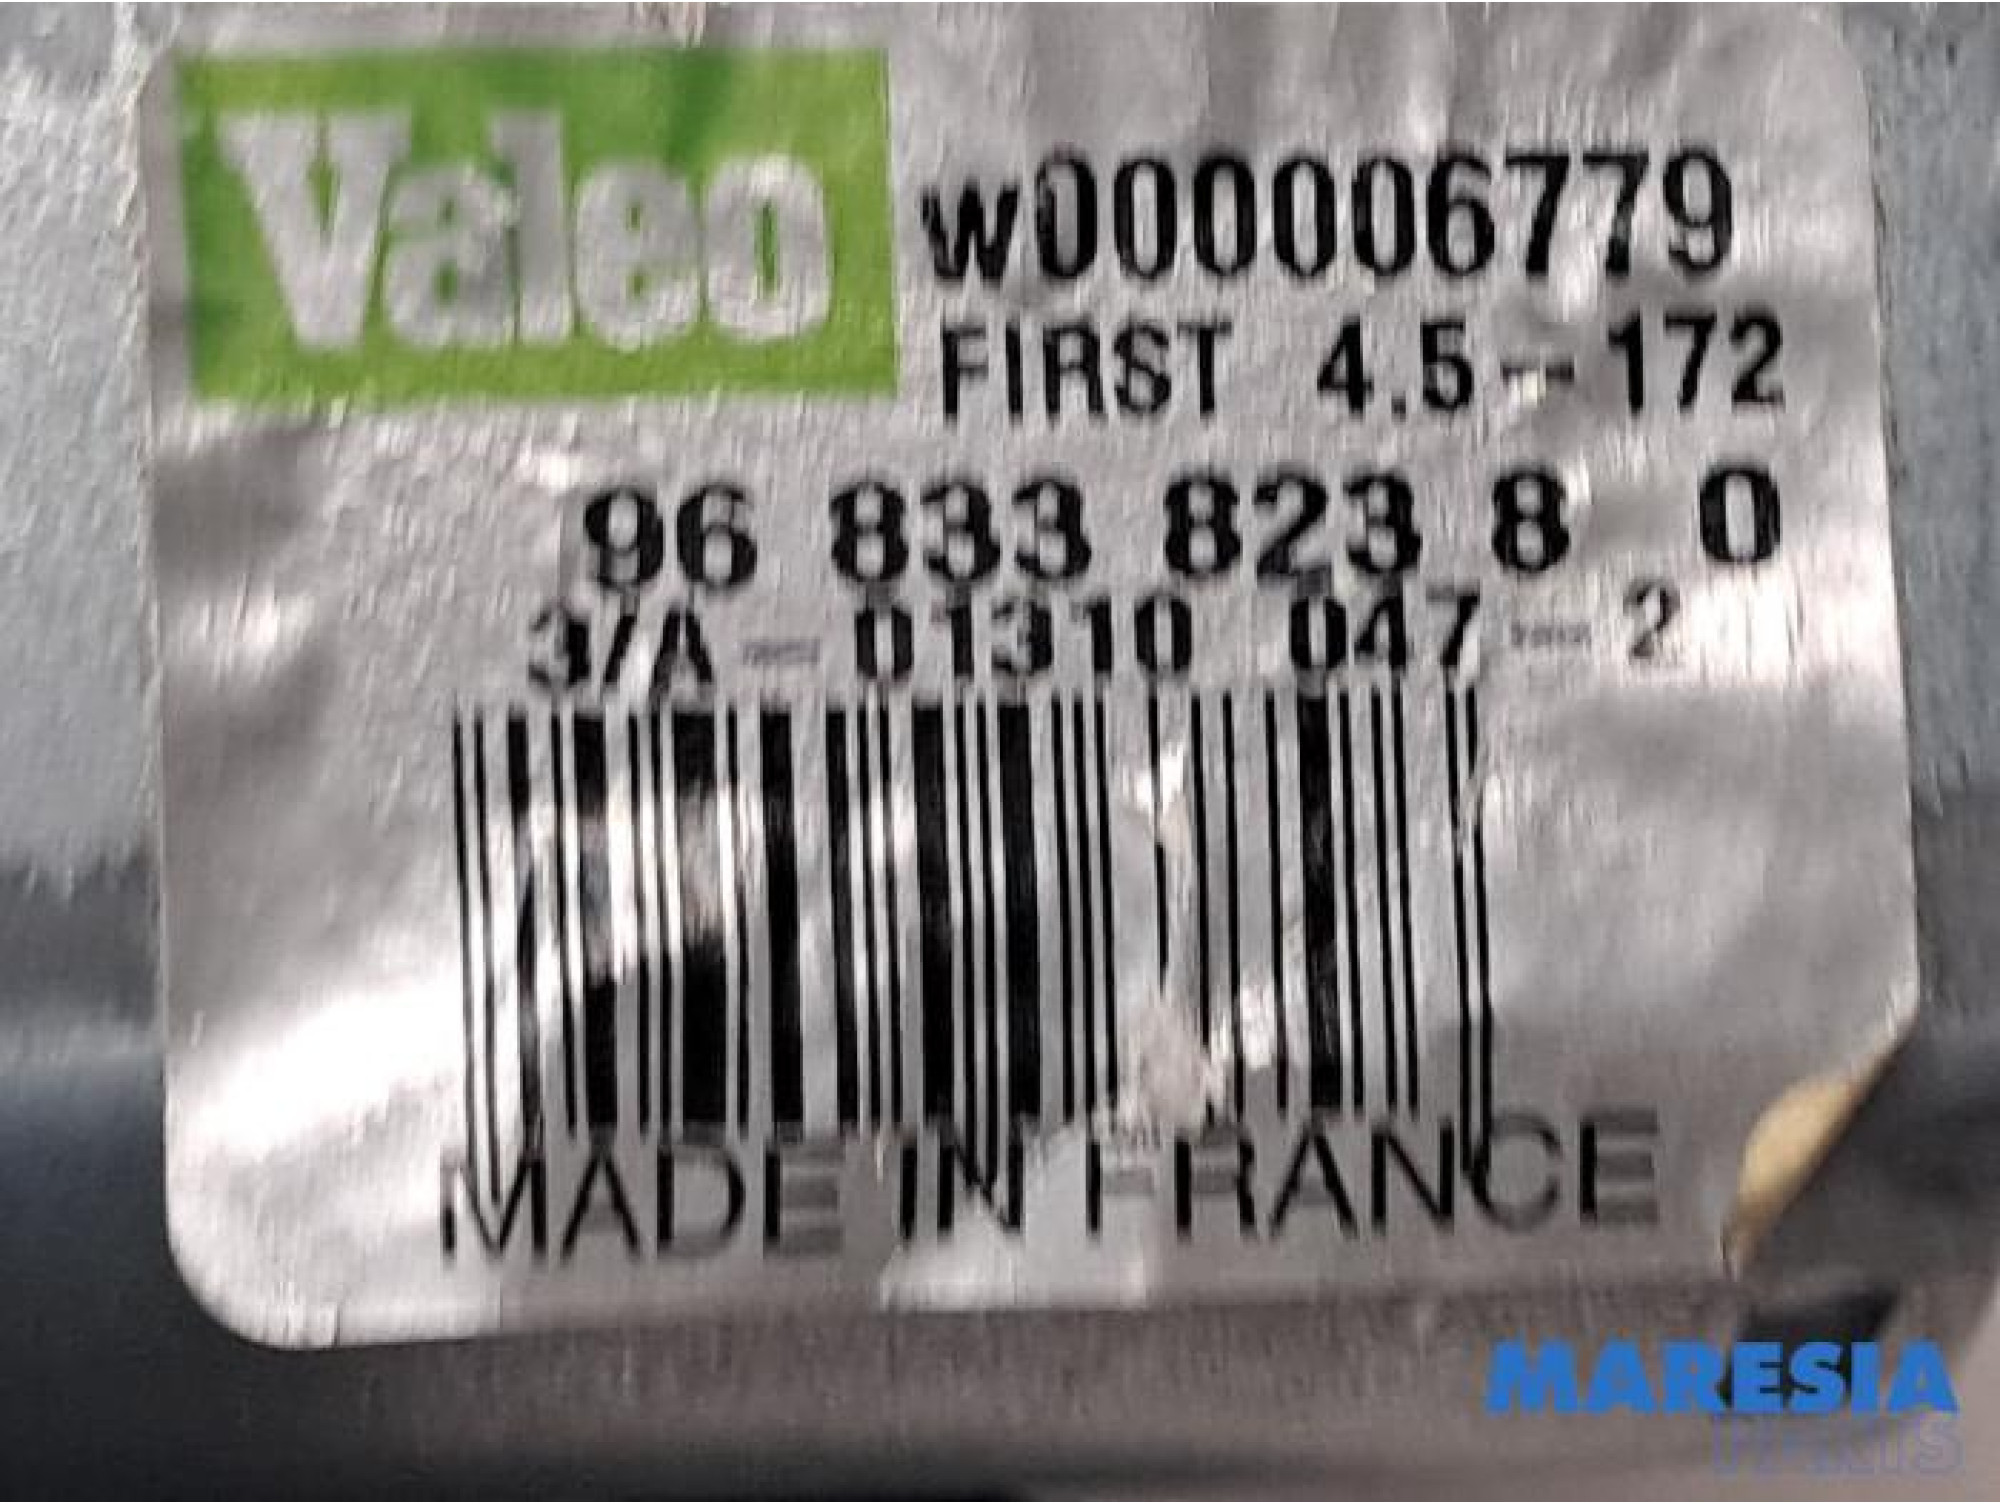 Valeo
W000006779
FIRST 4.5-172
96 833 823 8 0
3/A - 01310 047 - 2
MADE IN FRANCE
MARESIA
PARTS